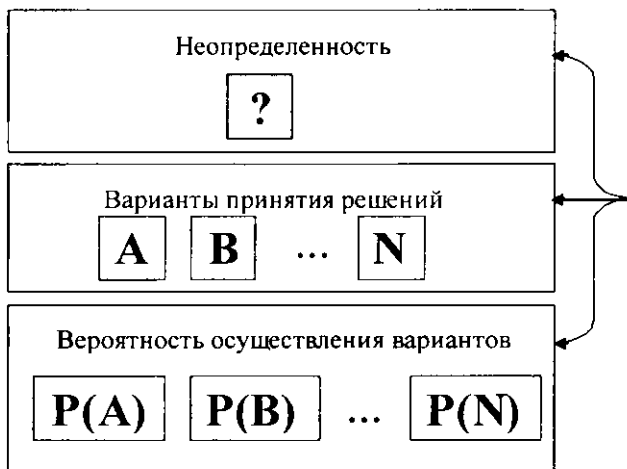 Неопределенность
?
Варианты принятия решений
A B ... N
Вероятность осуществления вариантов
P(A) P(B) ... P(N)